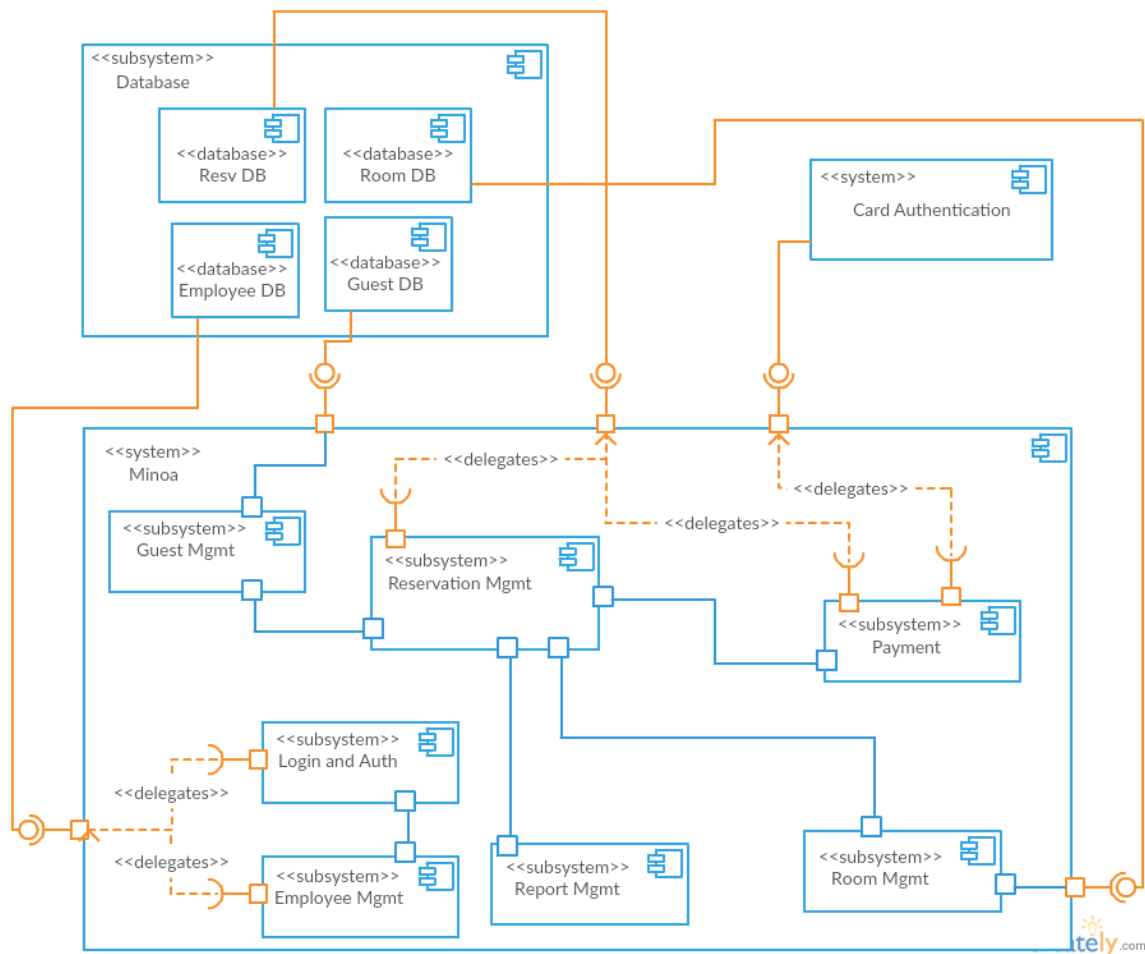 <<subsystem>>
Database
<<database>>
Resv DB
<<database>>
Room DB
<<database>>
Employee DB
<<database>>
Guest DB
<<system>>
Card Authentication
<<system>>
Minoa
<<delegates>>
<<delegates>>
<<delegates>>
<<subsystem>>
Guest Mgmt
<<subsystem>>
Reservation Mgmt
<<subsystem>>
Payment
<<subsystem>>
Login and Auth
<<delegates>>
<<delegates>>
<<subsystem>>
Employee Mgmt
<<subsystem>>
Report Mgmt
<<subsystem>>
Room Mgmt
.com